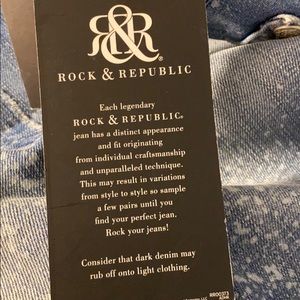 R&R®
ROCK & REPUBLIC
Each legendary
ROCK & REPUBLIC®
jean has a distinct appearance
and fit originating
from individual craftsmanship
and unparalleled technique.
This may result in variations
from style to style so sample
a few pairs until you
find your perfect jean.
Rock your jeans!
Consider that dark denim may
rub off onto light clothing.